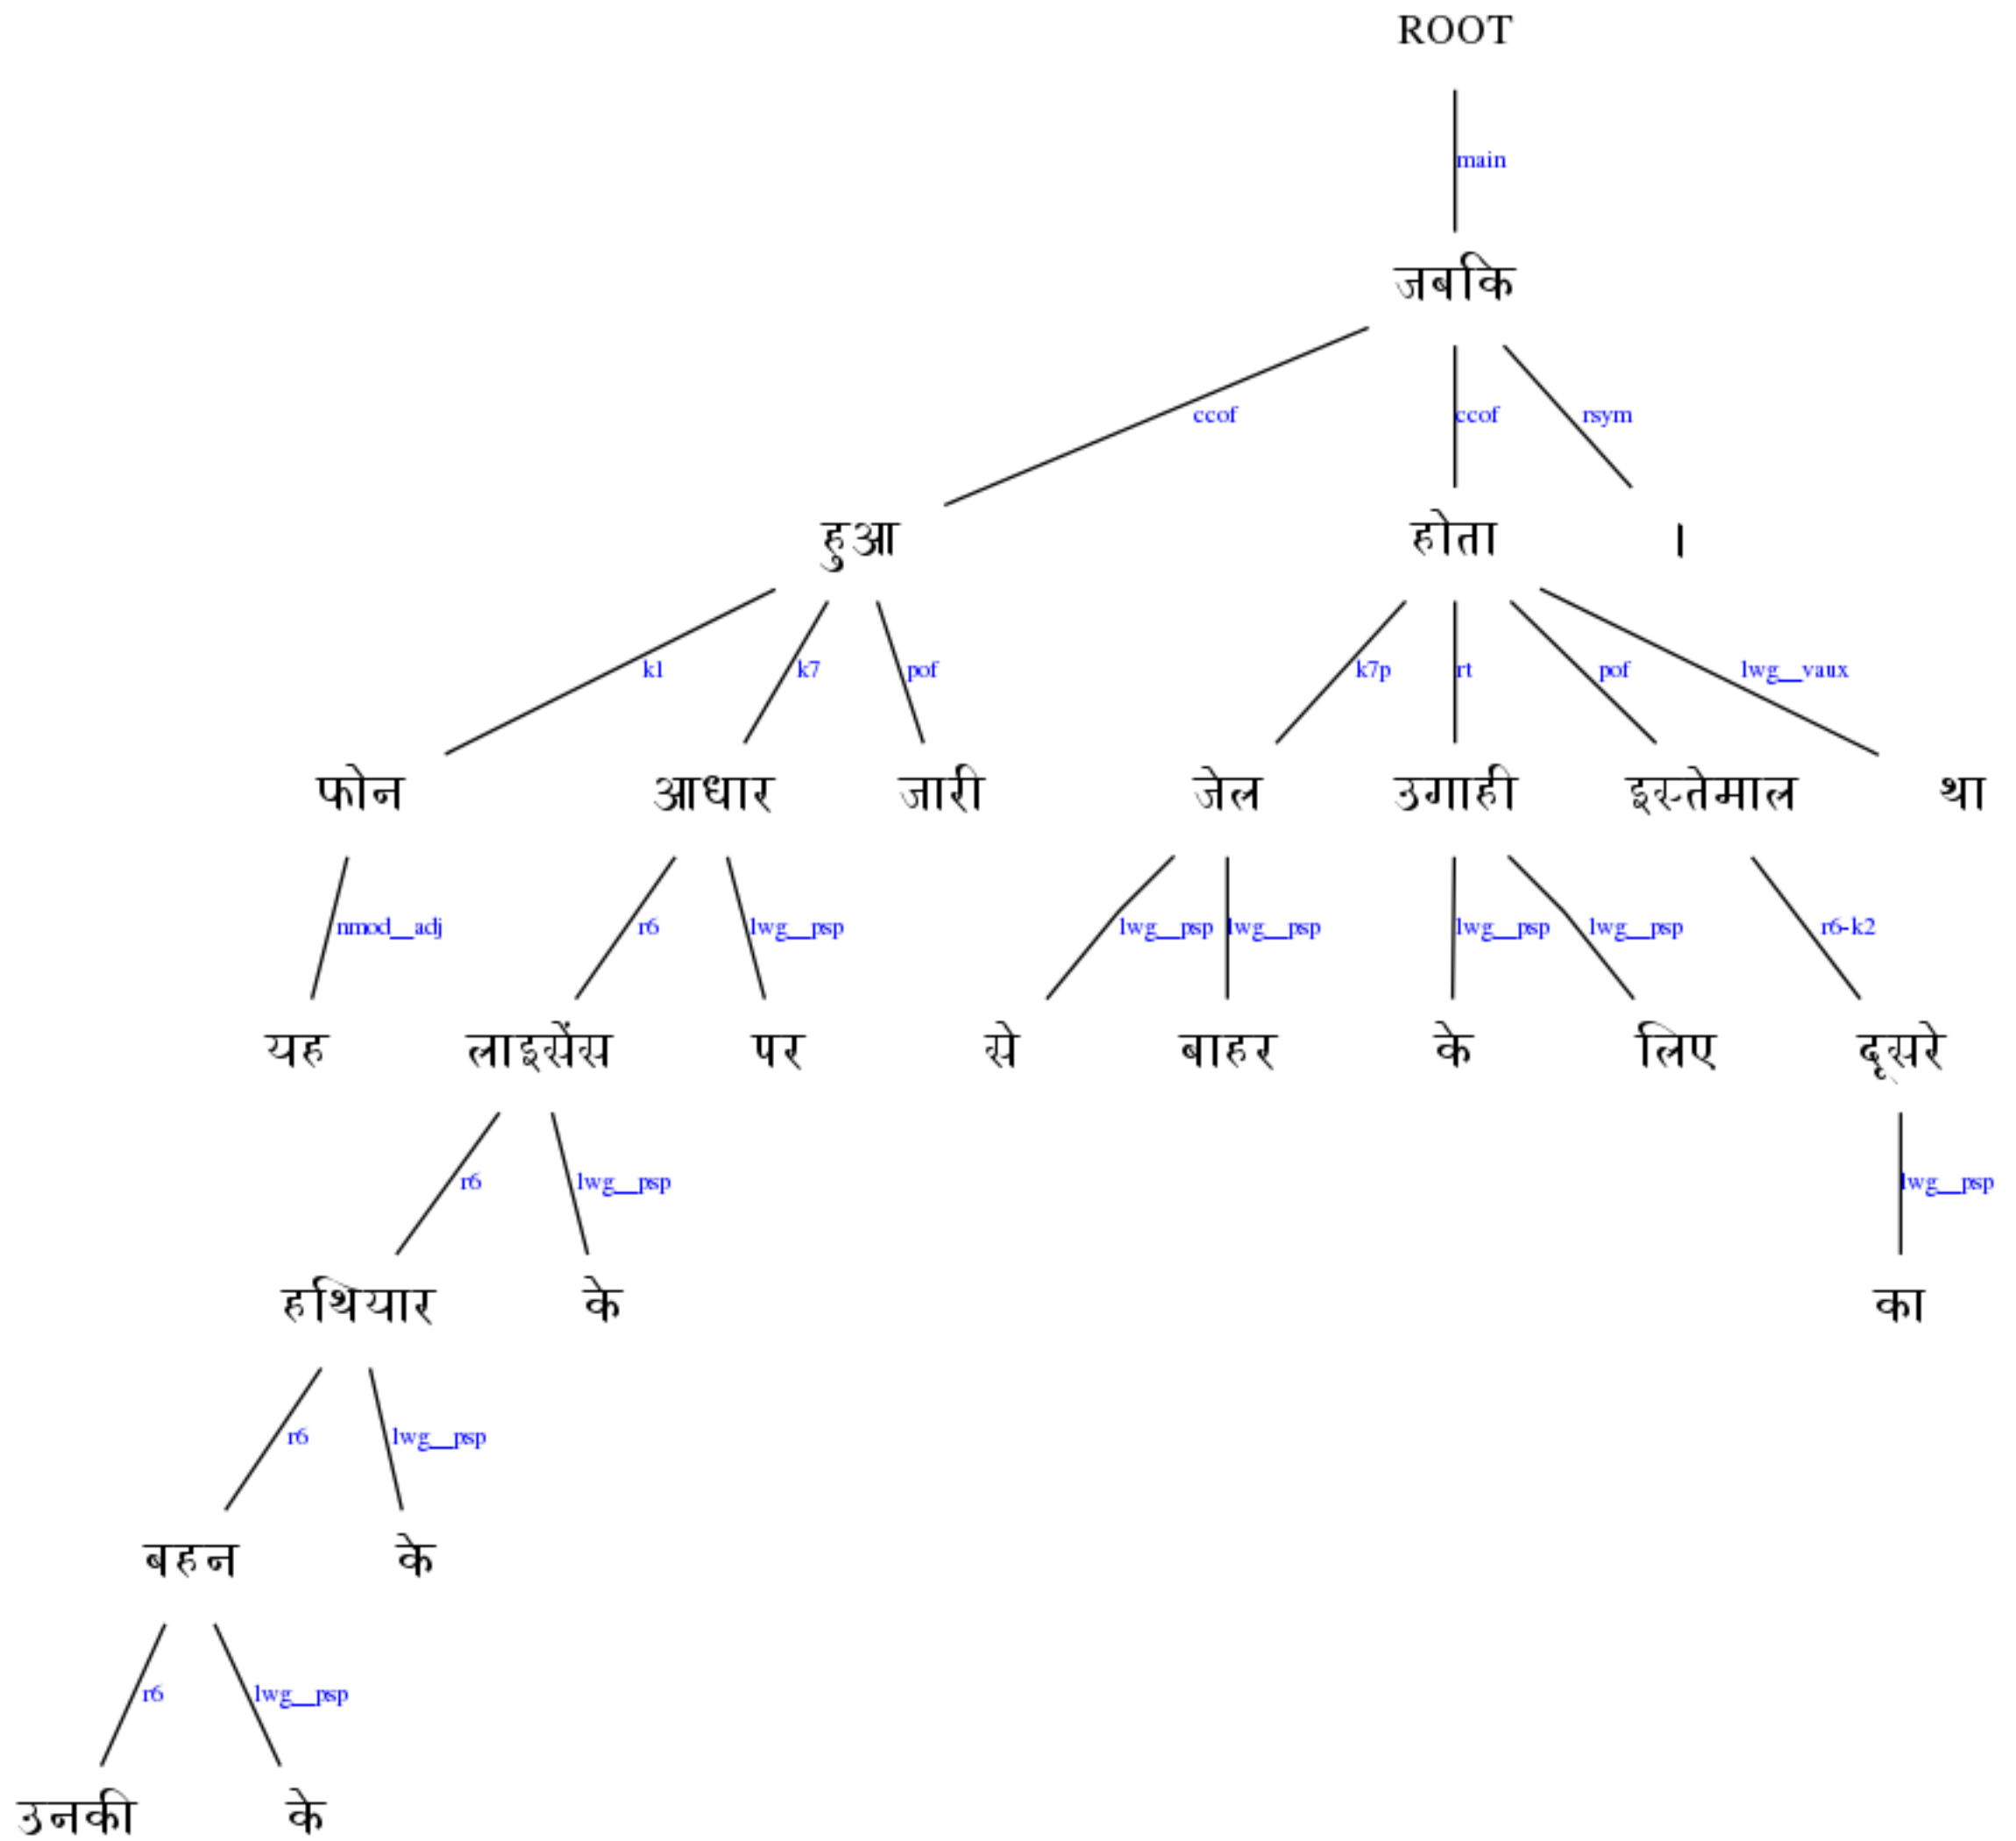 ROOT
main
जबकि
ccof ccof rsym
हुआ होता ।
k1 k7 pof k7p rt pof lwg__vaux
फोन आधार जारी जेल उगाही इस्तेमाल था
nmod__adj r6 lwg__psp lwg__psp lwg__psp lwg__psp lwg__psp r6-k2
यह लाइसेंस पर से बाहर के लिए दूसरे
r6 lwg__psp lwg__psp
हथियार के का
r6 lwg__psp
बहन के
r6 lwg__psp
उनकी के